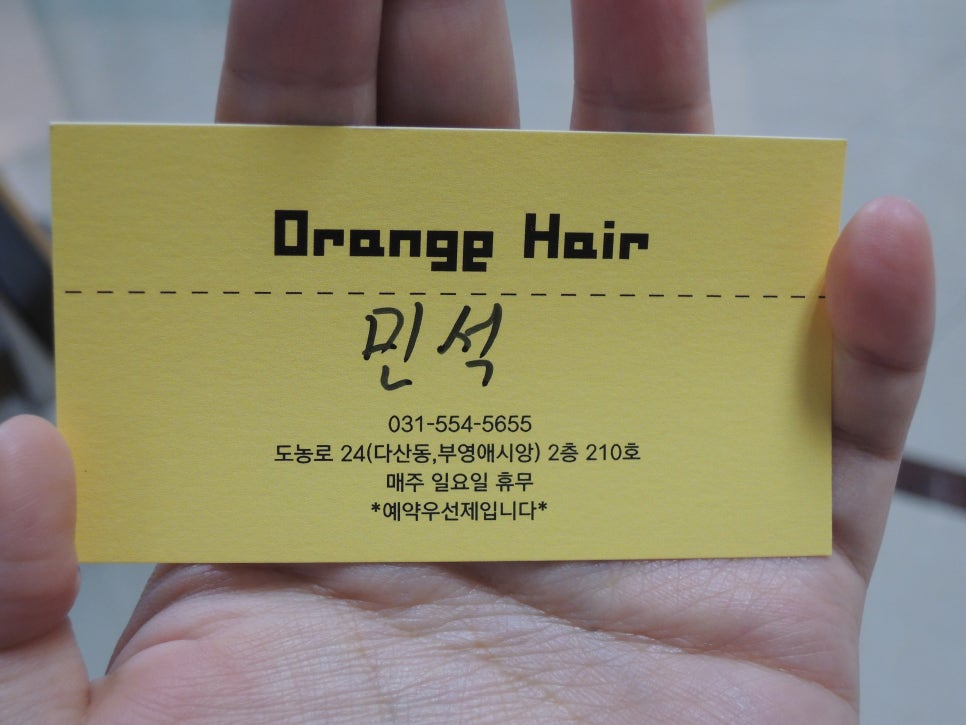 Orange Hair
민석
031-554-5655
도농로 24(다산동,부영애시앙) 2층 210호
매주 일요일 휴무
*예약우선제입니다*